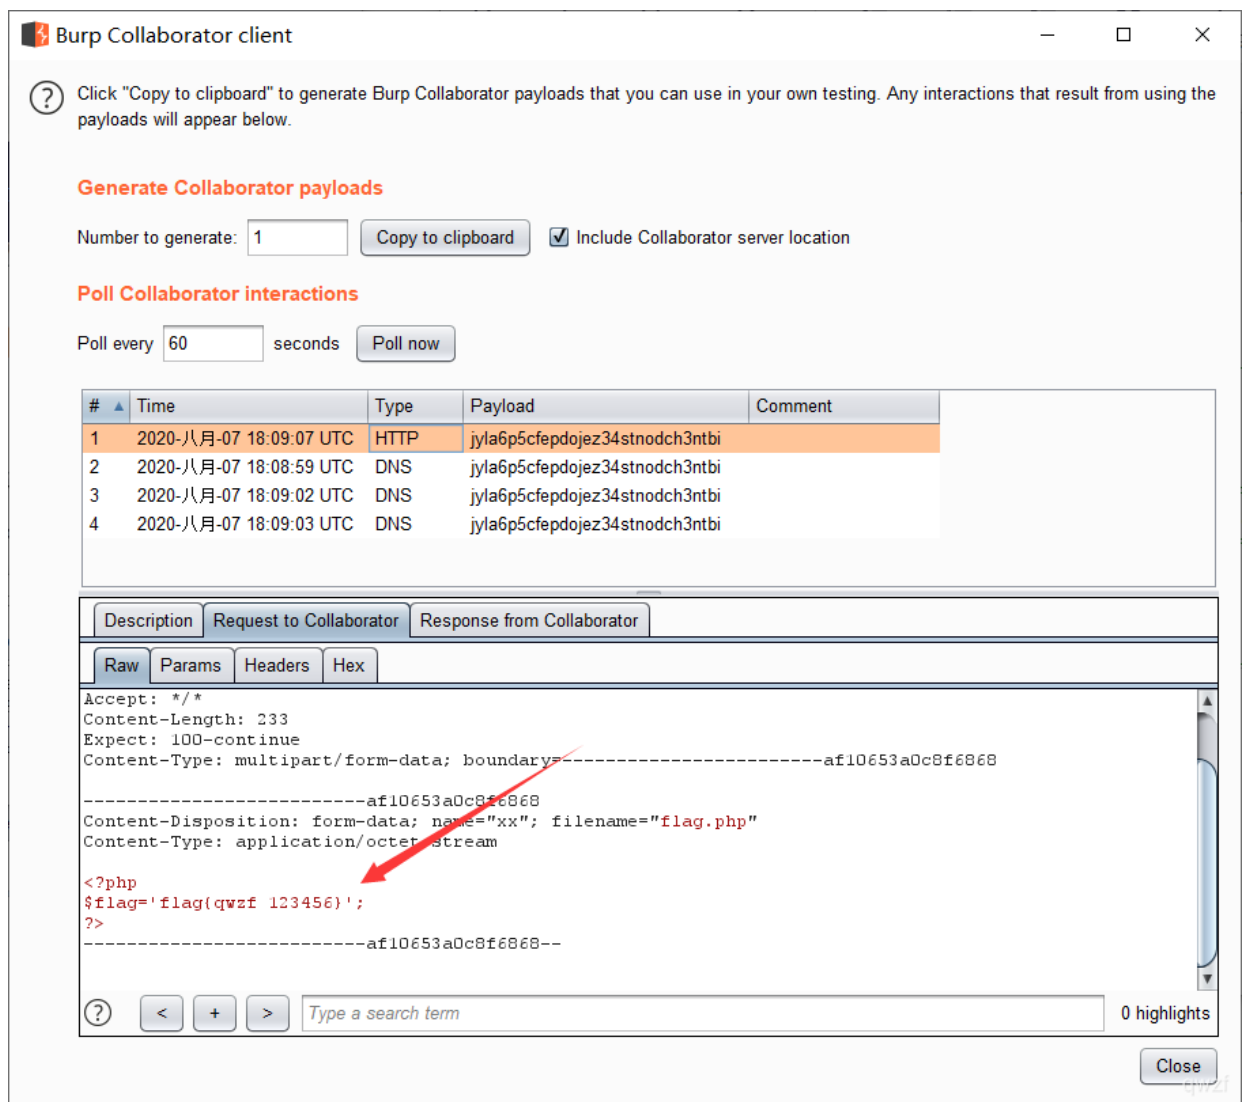 Burp Collaborator client
Click "Copy to clipboard" to generate Burp Collaborator payloads that you can use in your own testing. Any interactions that result from using the
payloads will appear below.
Generate Collaborator payloads
Number to generate: 1 Copy to clipboard Include Collaborator server location
Poll Collaborator interactions
Poll every 60 seconds Poll now
# Time Type Payload Comment
1 2020-八月-07 18:09:07 UTC HTTP jyla6p5cfepdojez34stnodch3ntbi
2 2020-八月-07 18:08:59 UTC DNS jyla6p5cfepdojez34stnodch3ntbi
3 2020-八月-07 18:09:02 UTC DNS jyla6p5cfepdojez34stnodch3ntbi
4 2020-八月-07 18:09:03 UTC DNS jyla6p5cfepdojez34stnodch3ntbi
Description Request to Collaborator Response from Collaborator
Raw Params Headers Hex
Accept: */*
Content-Length: 233
Expect: 100-continue
Content-Type: multipart/form-data; boundary=------------------------af10653a0c8f6868
--------------------------af10653a0c8f6868
Content-Disposition: form-data; name="xx"; filename="flag.php"
Content-Type: application/octet-stream
<?php
$flag='flag{qwzf_123456}';
?>
--------------------------af10653a0c8f6868--
? < + > Type a search term 0 highlights
Close
qwzf